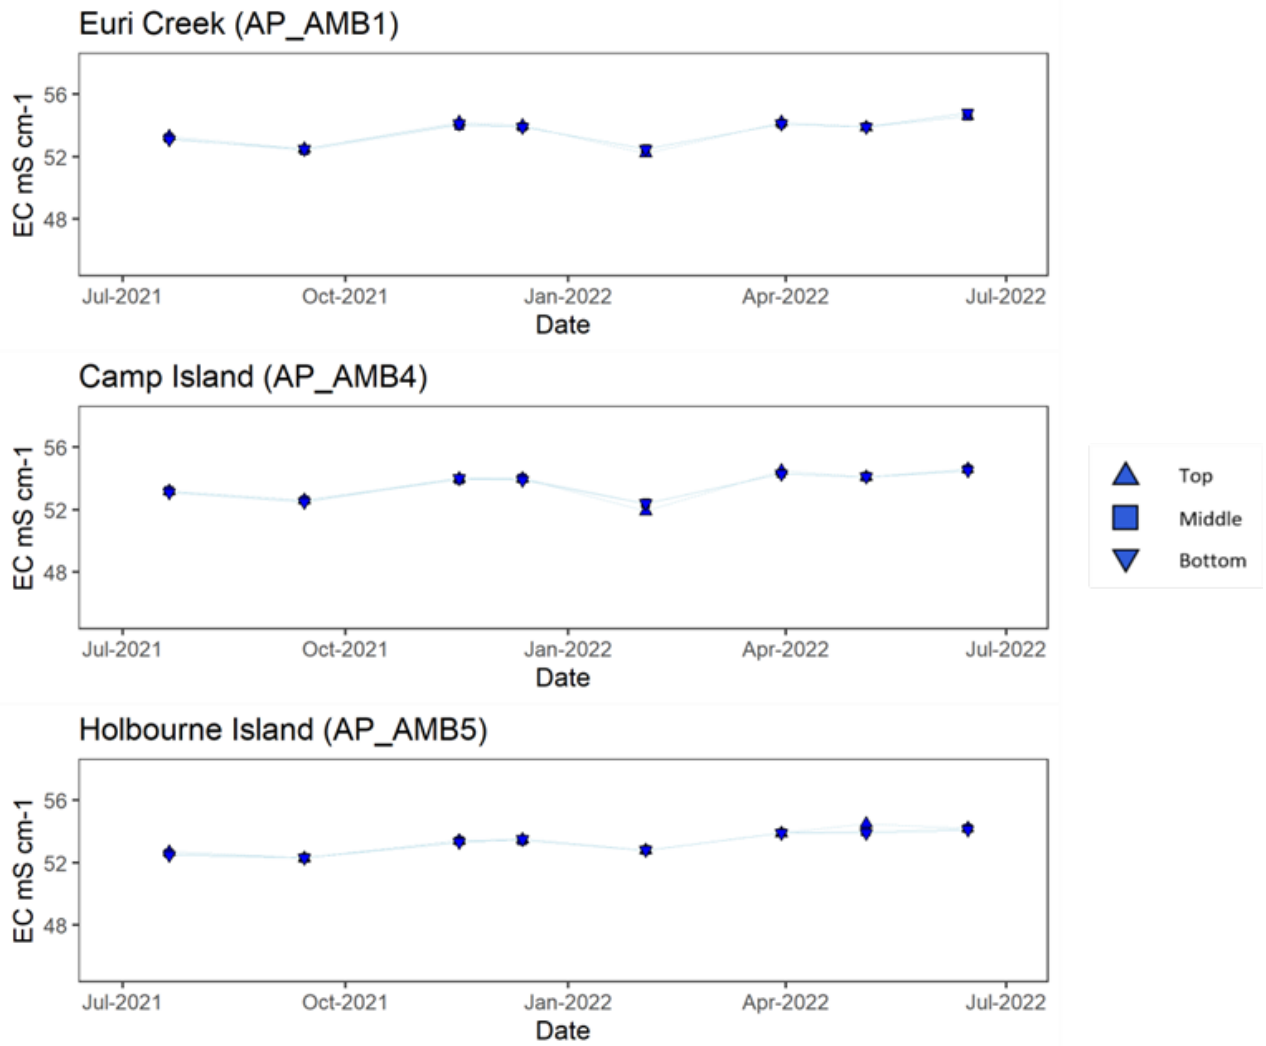 Euri Creek (AP_AMB1)
EC mS cm-1
56
52
48
Jul-2021 Oct-2021 Jan-2022 Apr-2022 Jul-2022
Date
Camp Island (AP_AMB4)
EC mS cm-1
56
52
48
Jul-2021 Oct-2021 Jan-2022 Apr-2022 Jul-2022
Date
Top
Middle
Bottom
Holbourne Island (AP_AMB5)
EC mS cm-1
56
52
48
Jul-2021 Oct-2021 Jan-2022 Apr-2022 Jul-2022
Date